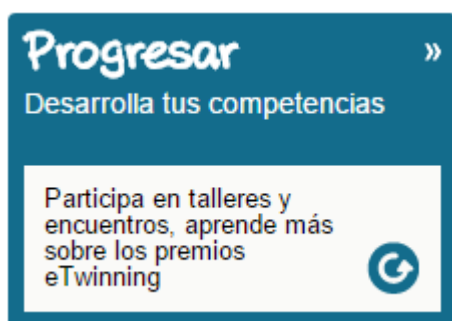 Progresar »
Desarrolla tus competencias
Participa en talleres y
encuentros, aprende más
sobre los premios
eTwinning